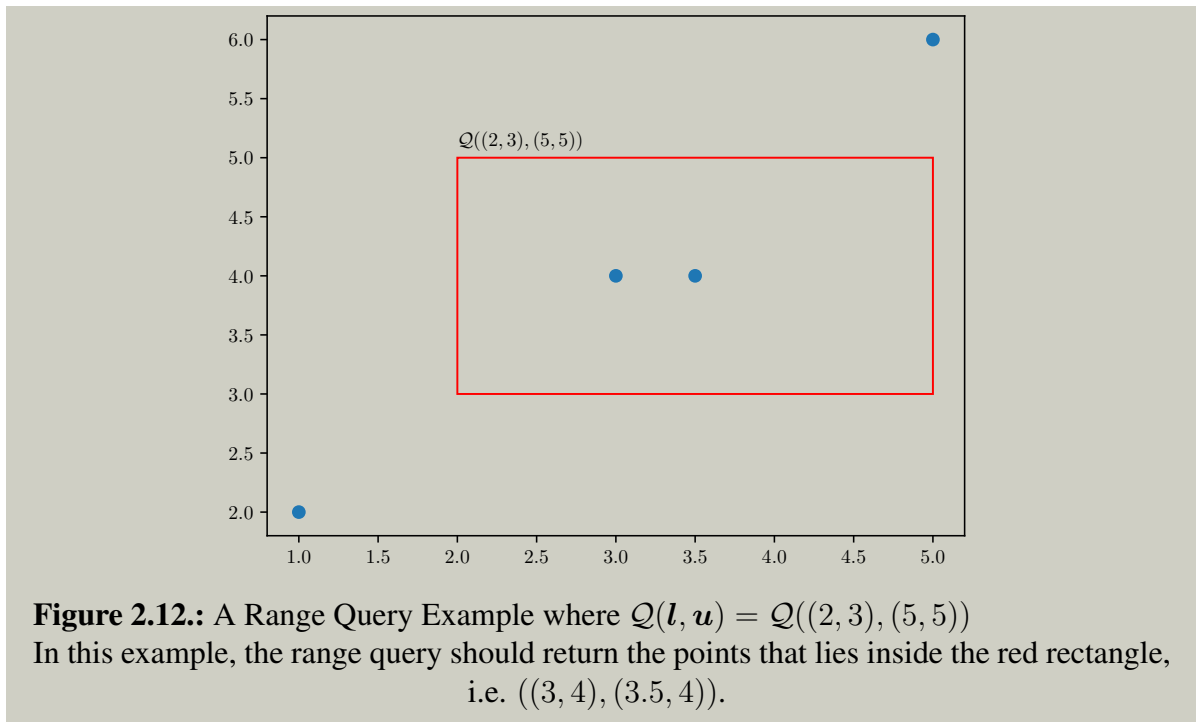 6.0
5.5
𝒬((2, 3), (5, 5))
5.0
4.5
4.0
3.5
3.0
2.5
2.0
1.0 1.5 2.0 2.5 3.0 3.5 4.0 4.5 5.0
Figure 2.12.: A Range Query Example where 𝒬(𝒍, 𝒖) = 𝒬((2, 3), (5, 5))
In this example, the range query should return the points that lies inside the red rectangle,
i.e. ((3, 4), (3.5, 4)).